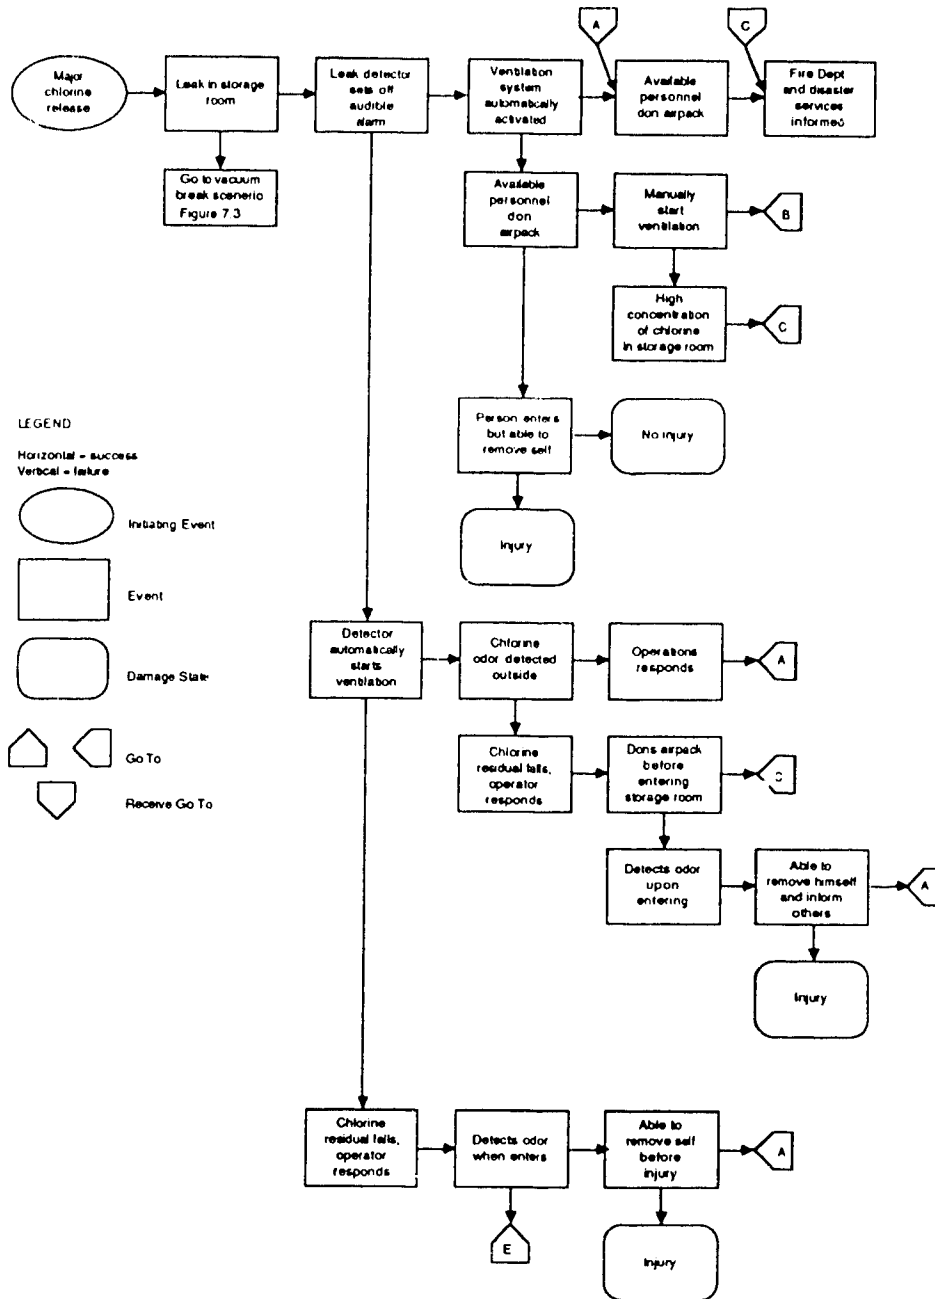 A
C
Major
chlorine
release
Leak in storage
room
Leak detector
sets off
audible
alarm
Ventilation
system
automatically
activated
Available
personnel
don airpack
Fire Dept
and disaster
services
informed
Go to vacuum
break scenerio
Figure 7.3
Available
personnel
don
airpack
Manually
start
ventilation
B
High
concentration
of chlorine
in storage room
C
LEGEND
Horizontal = success
Vertical = failure
Initiating Event
Event
Damage State
Go To
Receive Go To
Person enters
but able to
remove self
No injury
Injury
Detector
automatically
starts
ventilation
Chlorine
odor detected
outside
Operations
responds
A
Chlorine
residual falls,
operator
responds
Dons airpack
before
entering
storage room
Detects odor
upon
entering
Able to
remove himself
and inform
others
A
Injury
Chlorine
residual falls,
operator
responds
Detects odor
when enters
Able to
remove self
before
injury
A
E
Injury